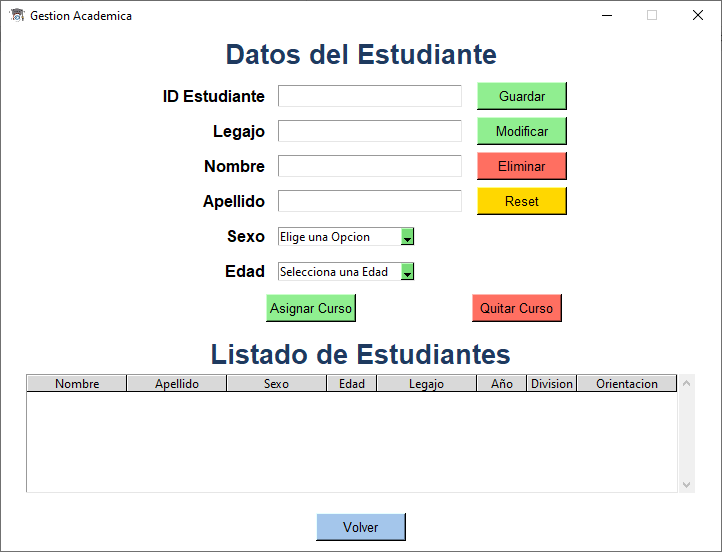 Gestion Academica
Datos del Estudiante
ID Estudiante Guardar
Legajo Modificar
Nombre Eliminar
Apellido Reset
Sexo Elige una Opcion
Edad Selecciona una Edad
Asignar Curso Quitar Curso
Listado de Estudiantes
Nombre Apellido Sexo Edad Legajo Año Division Orientacion
Volver